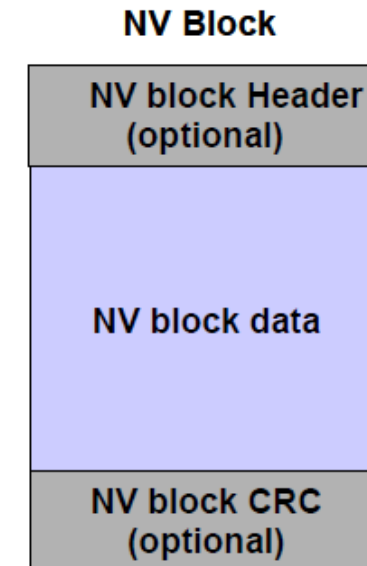 NV Block
NV block Header
(optional)
NV block data
NV block CRC
(optional)